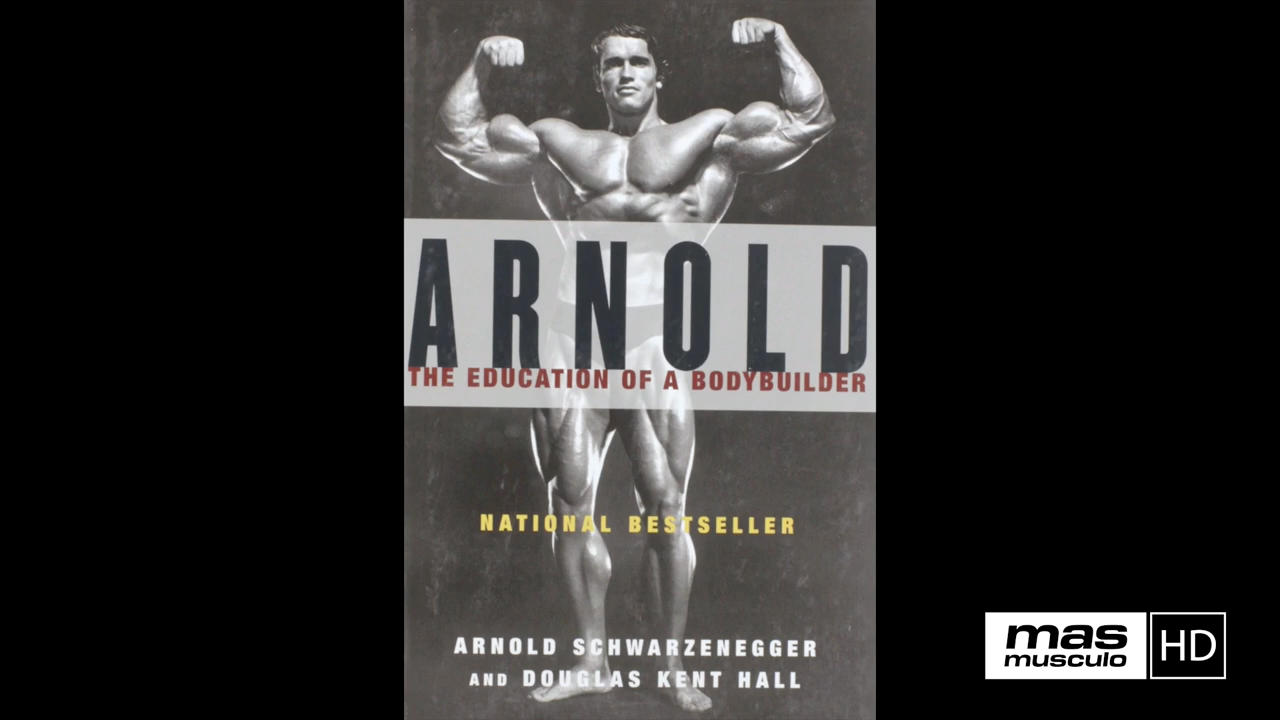 ARNOLD
THE EDUCATION OF A BODYBUILDER
NATIONAL BESTSELLER
ARNOLD SCHWARZENEGGER
AND DOUGLAS KENT HALL
mas
musculo
HD